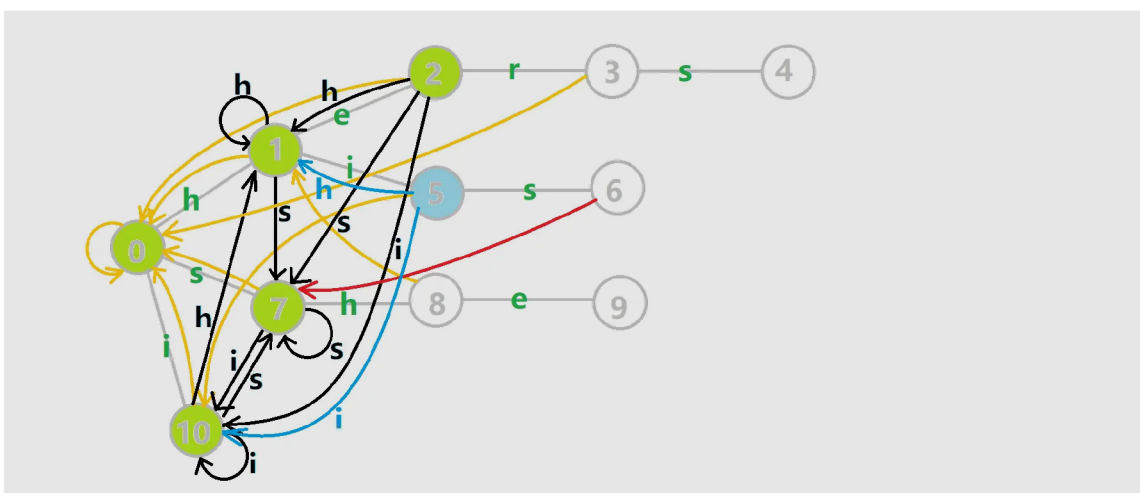 2 r 3 s 4
h h e
1 i
h 5 s 6
h s s
0 i
s
7 h 8 e 9
h i s s
i
10 i i